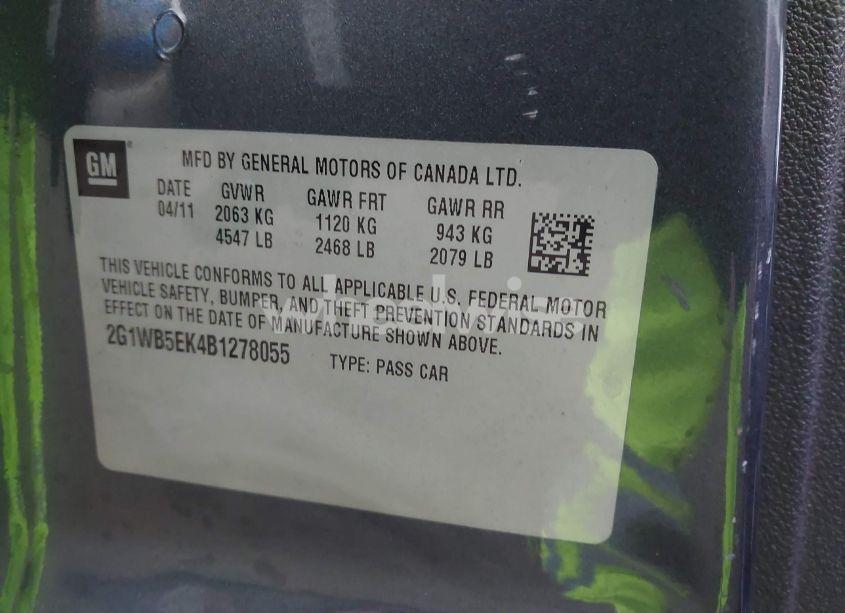 GM
MFD BY GENERAL MOTORS OF CANADA LTD.
DATE GVWR GAWR FRT GAWR RR
04/11 2063 KG 1120 KG 943 KG
4547 LB 2468 LB 2079 LB
THIS VEHICLE CONFORMS TO ALL APPLICABLE U.S. FEDERAL MOTOR
VEHICLE SAFETY, BUMPER, AND THEFT PREVENTION STANDARDS IN
EFFECT ON THE DATE OF MANUFACTURE SHOWN ABOVE.
2G1WB5EK4B1278055 TYPE: PASS CAR